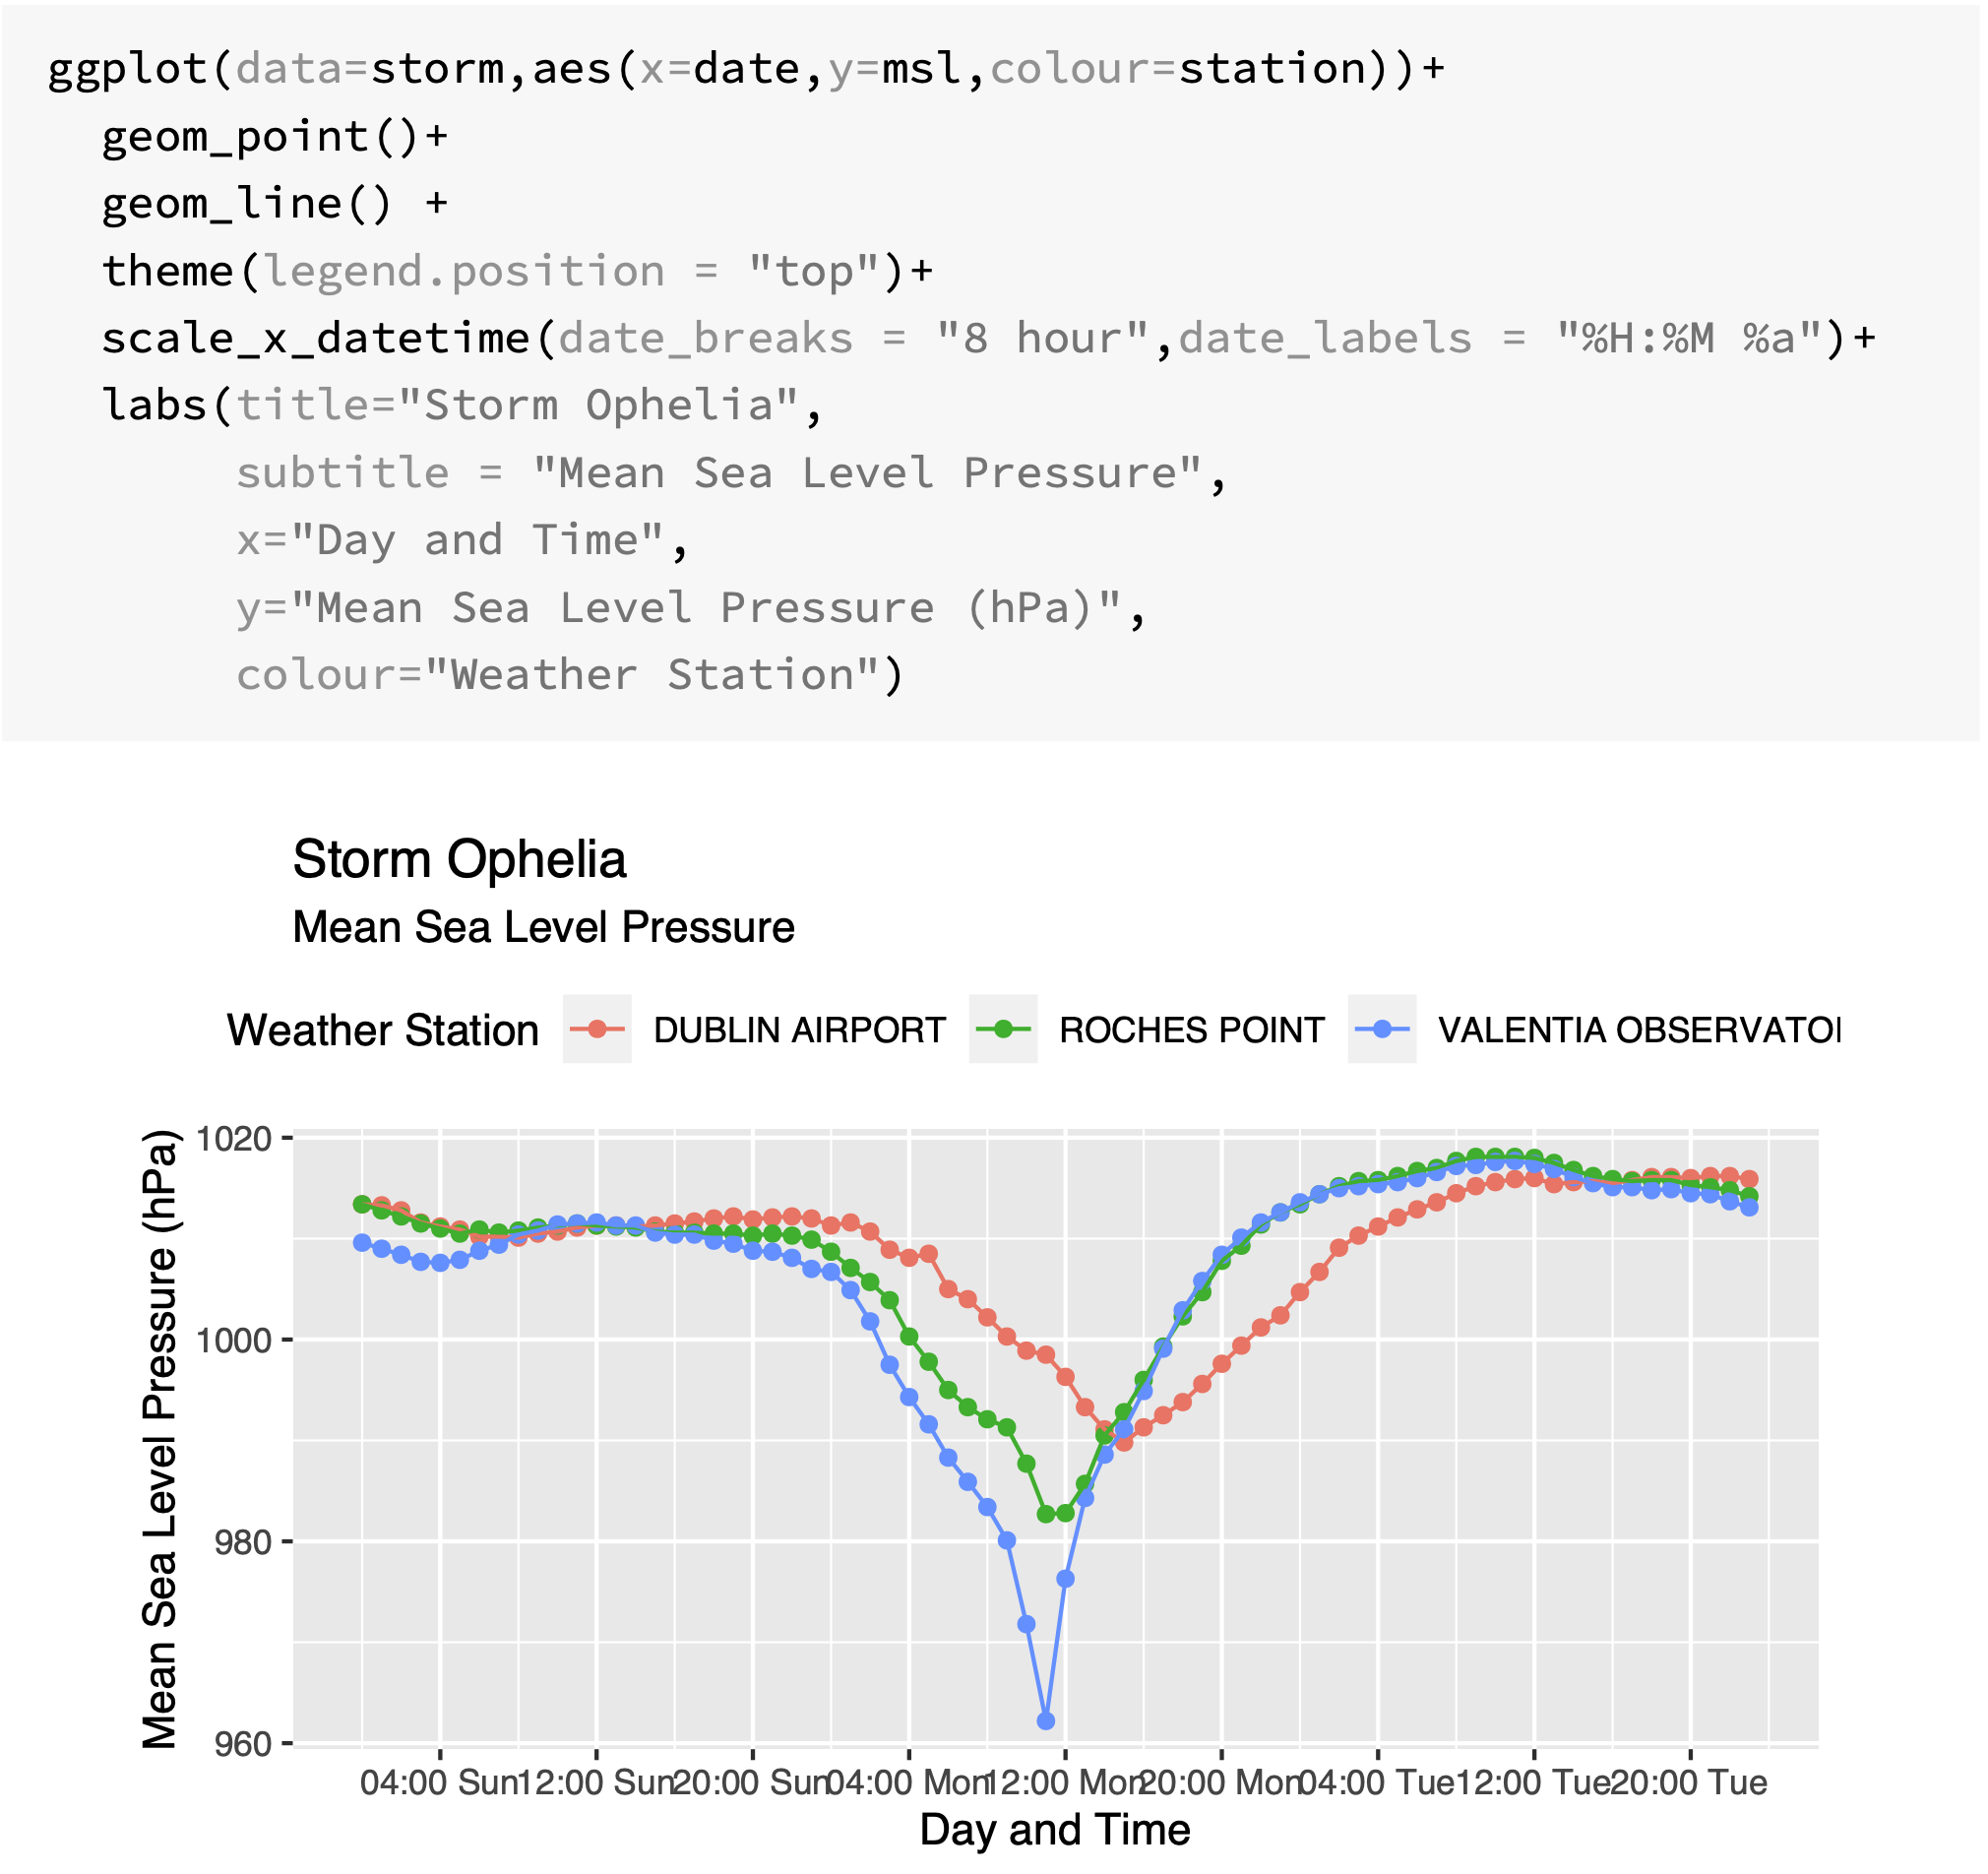 ggplot(data=storm,aes(x=date,y=msl,colour=station))+
  geom_point()+
  geom_line() +
  theme(legend.position = "top")+
  scale_x_datetime(date_breaks = "8 hour",date_labels = "%H:%M %a")+
  labs(title="Storm Ophelia",
       subtitle = "Mean Sea Level Pressure",
       x="Day and Time",
       y="Mean Sea Level Pressure (hPa)",
       colour="Weather Station")
Storm Ophelia
Mean Sea Level Pressure
Weather Station DUBLIN AIRPORT ROCHES POINT VALENTIA OBSERVATO
Mean Sea Level Pressure (hPa)
1020
1000
980
960
04:00 Sun 12:00 Sun 20:00 Sun 04:00 Mon 12:00 Mon 20:00 Mon 04:00 Tue 12:00 Tue 20:00 Tue
Day and Time